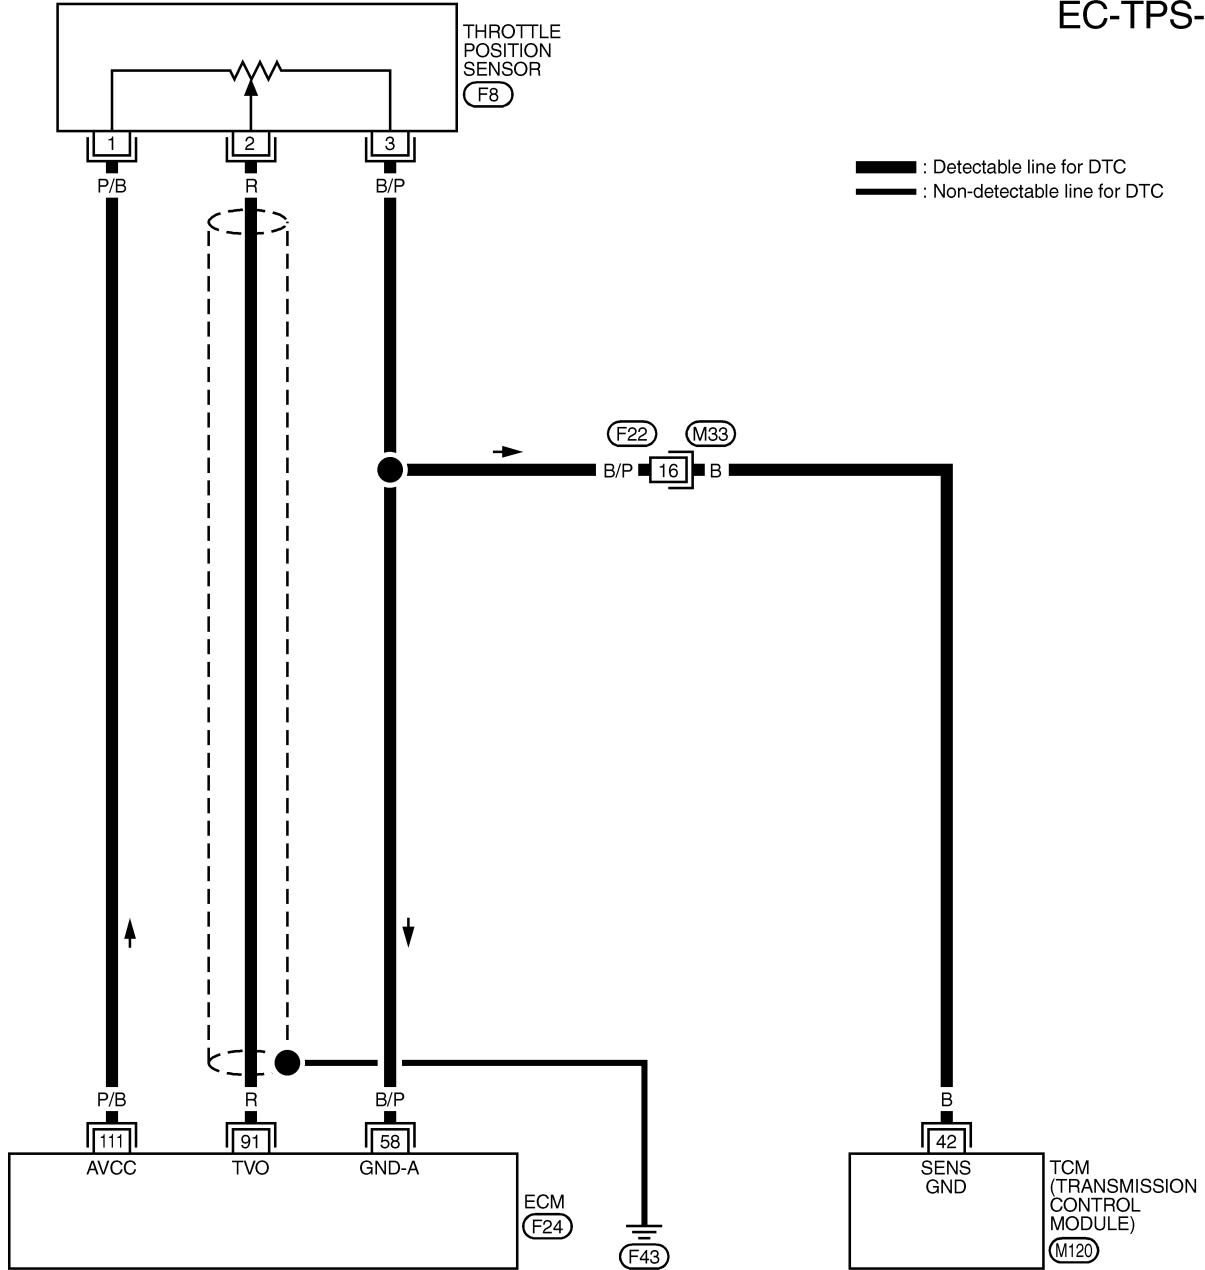 EC-TPS-
THROTTLE
POSITION
SENSOR
F8
1 2 3
P/B R B/P
: Detectable line for DTC
: Non-detectable line for DTC
F22 M33
B/P 16 B
P/B R B/P B
111 91 58 42
AVCC TVO GND-A
ECM
F24
F43
SENS
GND
TCM
(TRANSMISSION
CONTROL
MODULE)
M120